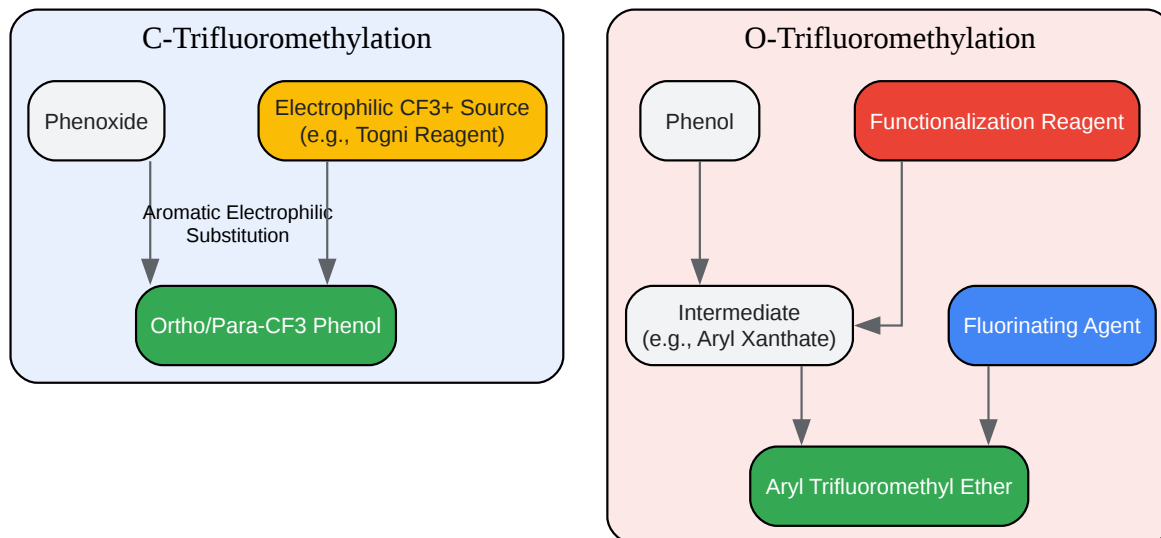 C-Trifluoromethylation
Phenoxide
Electrophilic CF3+ Source
(e.g., Togni Reagent)
Aromatic Electrophilic
Substitution
Ortho/Para-CF3 Phenol
O-Trifluoromethylation
Phenol
Functionalization Reagent
Intermediate
(e.g., Aryl Xanthate)
Fluorinating Agent
Aryl Trifluoromethyl Ether